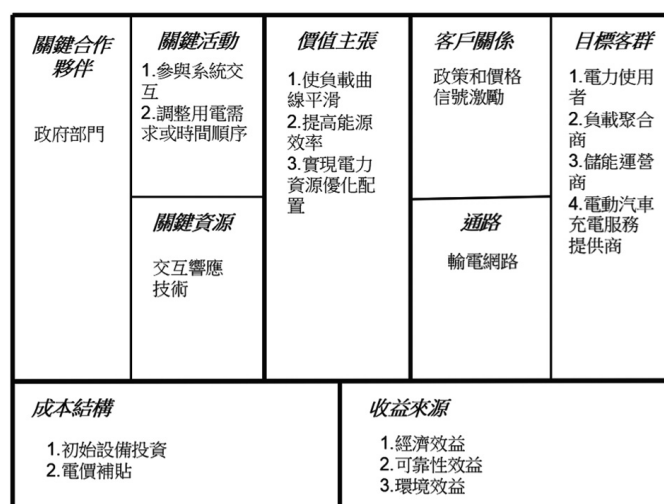 關鍵合作
夥伴
政府部門
關鍵活動
1.參與系統交
互
2.調整用電需
求或時間順序
關鍵資源
交互響應
技術
價值主張
1.使負載曲
線平滑
2.提高能源
效率
3.實現電力
資源優化配
置
客戶關係
政策和價格
信號激勵
通路
輸電網路
目標客群
1.電力使用
者
2.負載聚合
商
3.儲能運營
商
4.電動汽車
充電服務
提供商
成本結構
1.初始設備投資
2.電價補貼
收益來源
1.經濟效益
2.可靠性效益
3.環境效益